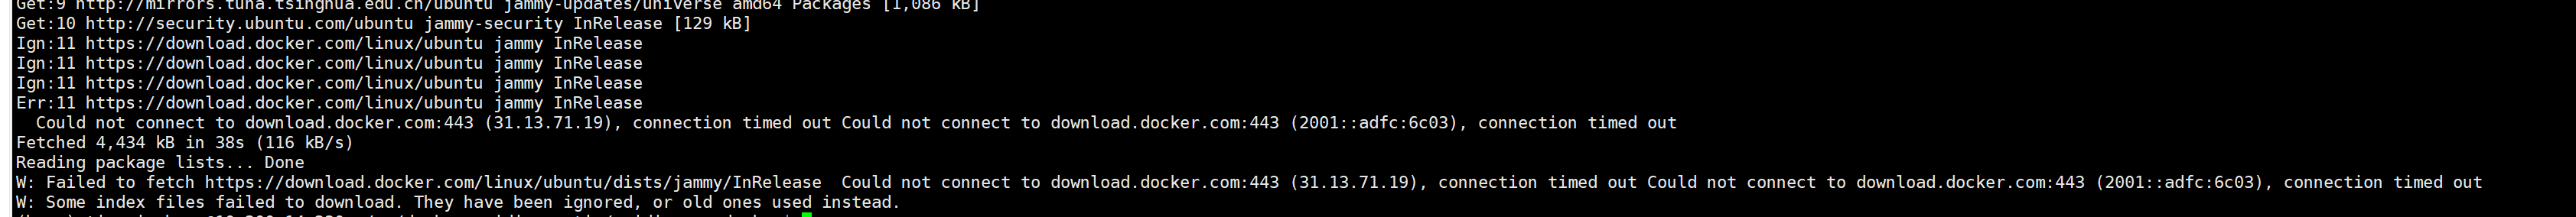 Get:9 http://mirrors.tuna.tsinghua.edu.cn/ubuntu jammy-updates/universe amd64 Packages [1,086 kB]
Get:10 http://security.ubuntu.com/ubuntu jammy-security InRelease [129 kB]
Ign:11 https://download.docker.com/linux/ubuntu jammy InRelease
Ign:11 https://download.docker.com/linux/ubuntu jammy InRelease
Ign:11 https://download.docker.com/linux/ubuntu jammy InRelease
Err:11 https://download.docker.com/linux/ubuntu jammy InRelease
Could not connect to download.docker.com:443 (31.13.71.19), connection timed out Could not connect to download.docker.com:443 (2001::adfc:6c03), connection timed out
Fetched 4,434 kB in 38s (116 kB/s)
Reading package lists... Done
W: Failed to fetch https://download.docker.com/linux/ubuntu/dists/jammy/InRelease  Could not connect to download.docker.com:443 (31.13.71.19), connection timed out Could not connect to download.docker.com:443 (2001::adfc:6c03), connection timed out
W: Some index files failed to download. They have been ignored, or old ones used instead.